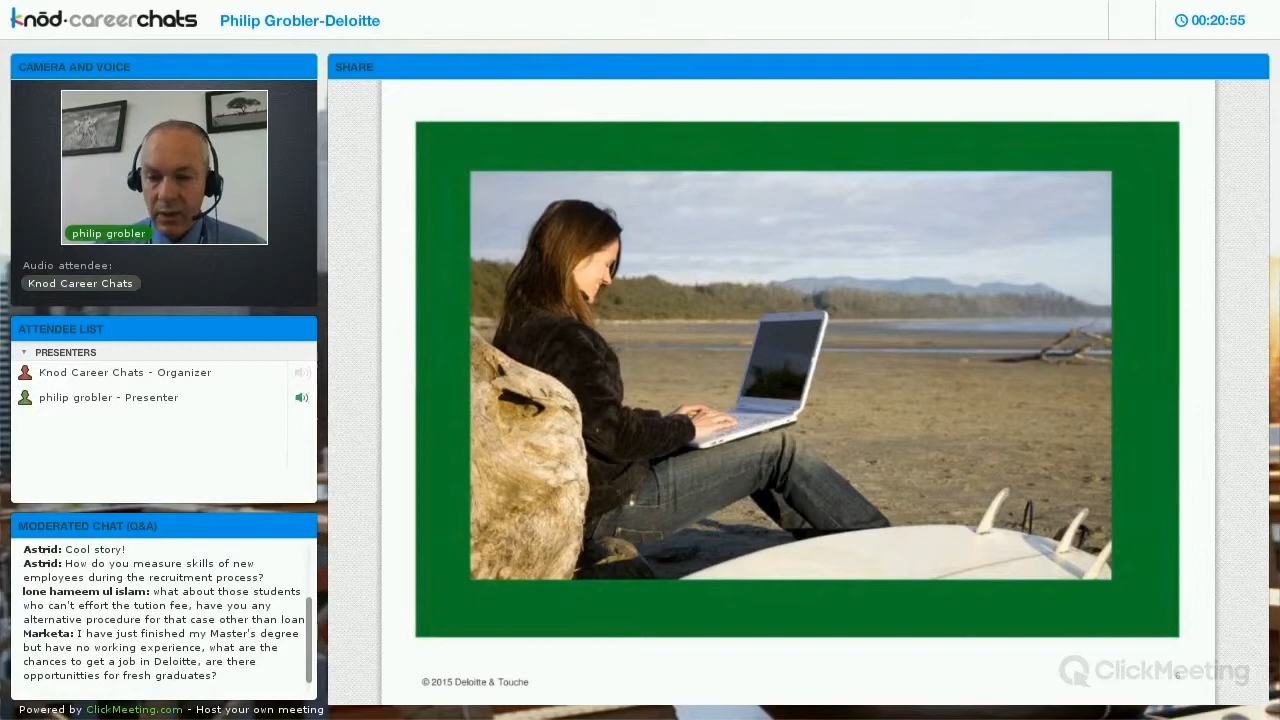 knōd·careerchats
Philip Grobler-Deloitte
00:20:55
CAMERA AND VOICE
SHARE
philip grobler
Audio attendee:
Knod Career Chats
ATTENDEE LIST
PRESENTERS
Knod Career Chats - Organizer
philip grobler - Presenter
MODERATED CHAT (Q&A)
Astrid: Cool story!
Astrid: How do you measure skills of new
employees during the recruitment process?
lone hameem ul islam: what about those students
who can't effort the tution fee, have you any
alternative procedure for that case other than loan
Marketa: I have just finished my Master's degree
but have no working experience, what are the
chances to get a job in Deloitte, are there
opportunitties for fresh graduates?
© 2015 Deloitte & Touche
6
ClickMeeting
Powered by ClickMeeting.com - Host your own meeting